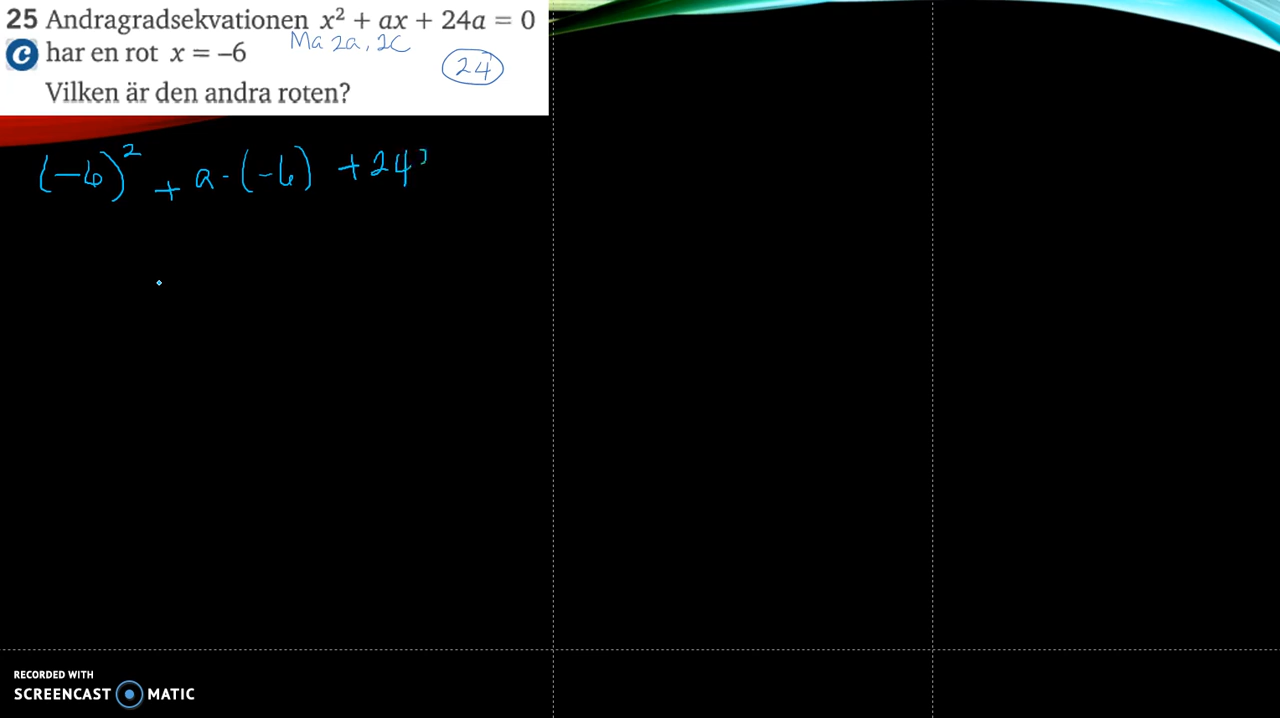 25 Andragradsekvationen x² + ax + 24a = 0
C har en rot x = –6
Ma 2a, 2C
24
Vilken är den andra roten?
(-6)² + a · (-6) + 24
RECORDED WITH
SCREENCAST MATIC